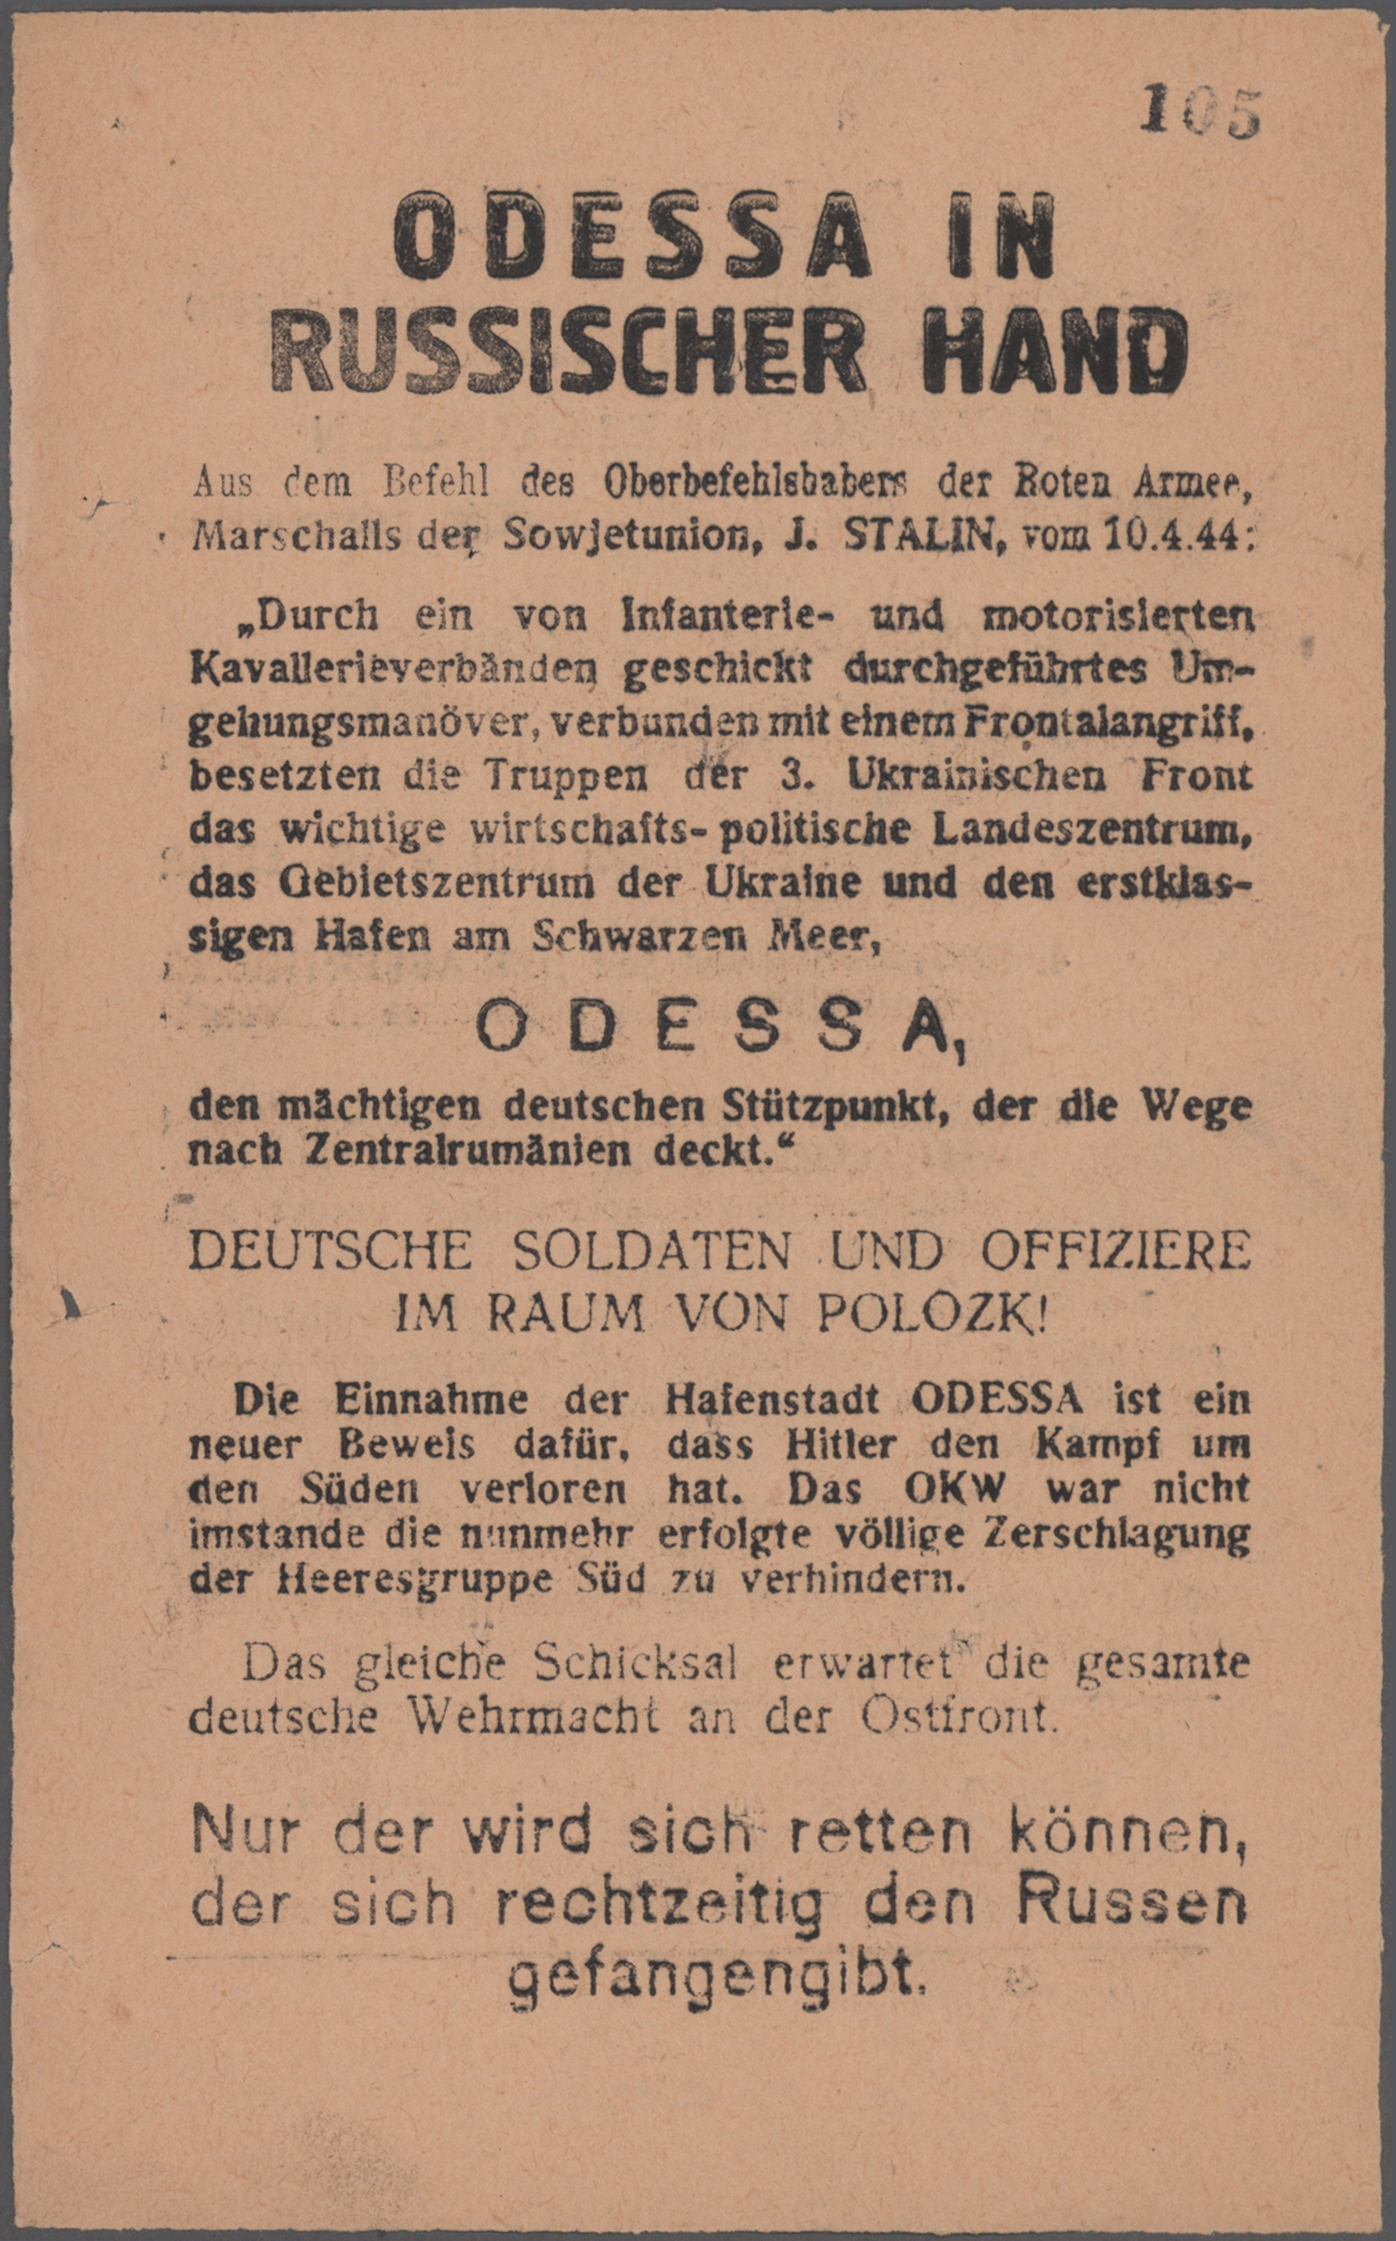 105
ODESSA IN
RUSSISCHER HAND
Aus dem Befehl des Oberbefehlshabers der Roten Armee,
Marschalls der Sowjetunion, J. STALIN, vom 10.4.44:
„Durch ein von Infanterie- und motorisierten
Kavallerieverbänden geschickt durchgeführtes Um-
gehungsmanöver, verbunden mit einem Frontalangriff,
besetzten die Truppen der 3. Ukrainischen Front
das wichtige wirtschafts-politische Landeszentrum,
das Gebietszentrum der Ukraine und den erstklas-
sigen Hafen am Schwarzen Meer,
ODESSA,
den mächtigen deutschen Stützpunkt, der die Wege
nach Zentralrumänien deckt.“
DEUTSCHE SOLDATEN UND OFFIZIERE
IM RAUM VON POLOZK!
Die Einnahme der Hafenstadt ODESSA ist ein
neuer Beweis dafür, dass Hitler den Kampf um
den Süden verloren hat. Das OKW war nicht
imstande die nunmehr erfolgte völlige Zerschlagung
der Heeresgruppe Süd zu verhindern.
Das gleiche Schicksal erwartet die gesamte
deutsche Wehrmacht an der Ostfront.
Nur der wird sich retten können,
der sich rechtzeitig den Russen
gefangengibt.